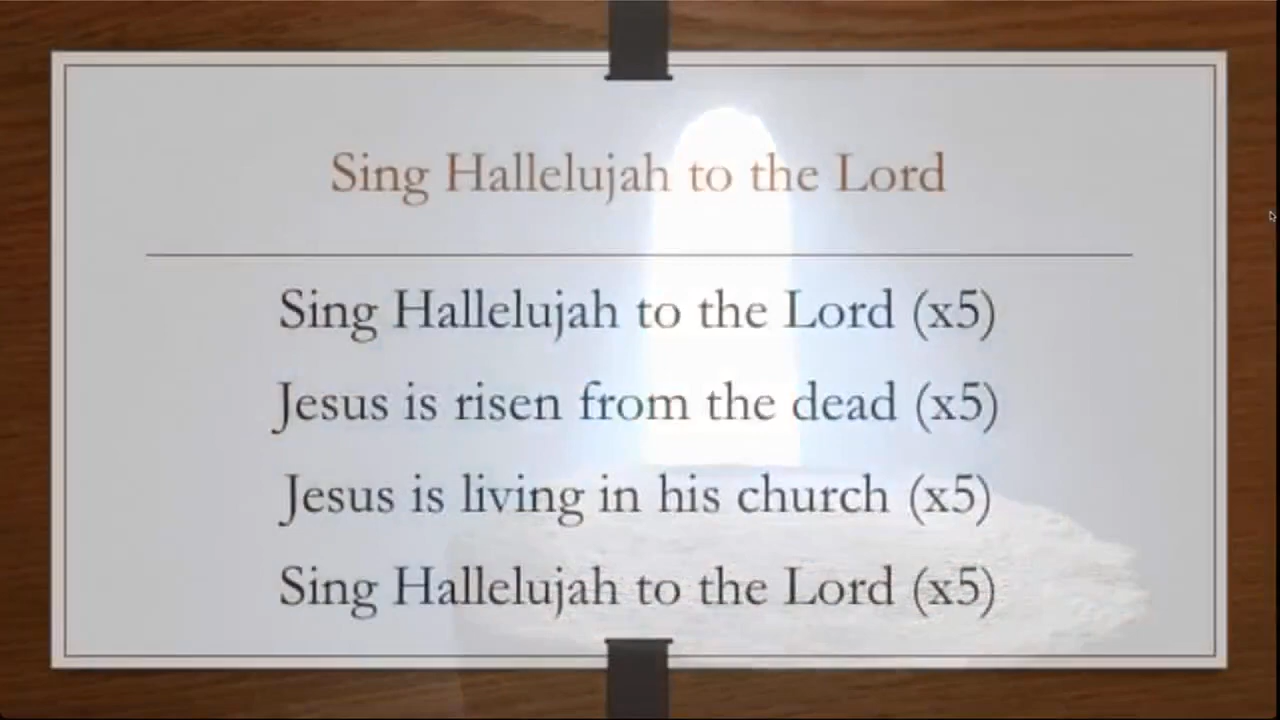 Sing Hallelujah to the Lord
Sing Hallelujah to the Lord (x5)
Jesus is risen from the dead (x5)
Jesus is living in his church (x5)
Sing Hallelujah to the Lord (x5)